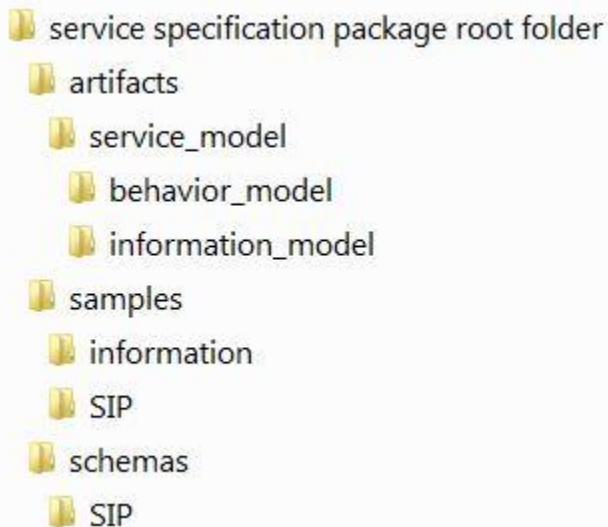 service specification package root folder
artifacts
service_model
behavior_model
information_model
samples
information
SIP
schemas
SIP